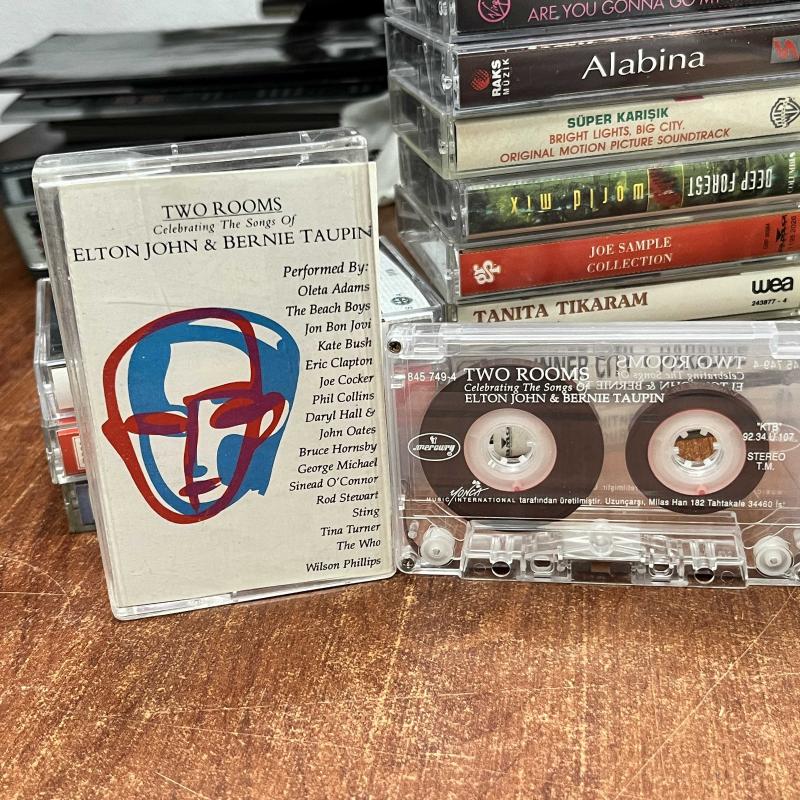 TWO ROOMS
Celebrating The Songs Of
ELTON JOHN & BERNIE TAUPIN
Performed By:
Oleta Adams
The Beach Boys
Jon Bon Jovi
Kate Bush
Eric Clapton
Joe Cocker
Phil Collins
Daryl Hall &
John Oates
Bruce Hornsby
George Michael
Sinead O'Connor
Rod Stewart
Sting
Tina Turner
The Who
Wilson Phillips
Virgin
ARE YOU GONNA GO MY
RAKS
MÜZİK
Alabina
SÜPER KARIŞIK
BRIGHT LIGHTS, BIG CITY.
ORIGINAL MOTION PICTURE SOUNDTRACK
DEEP FOREST
world mix
COLUMBIA
JOE SAMPLE
COLLECTION
TANITA TIKARAM
wea
243877 - 4
845 749-4
TWO ROOMS
Celebrating The Songs Of
ELTON JOHN & BERNIE TAUPIN
mercury
"KTB"
92.34.U.107
STEREO
T.M.
YONCA
MUSIC INTERNATIONAL tarafından üretilmiştir. Uzunçarşı, Milas Han 182 Tahtakale 34460 İs